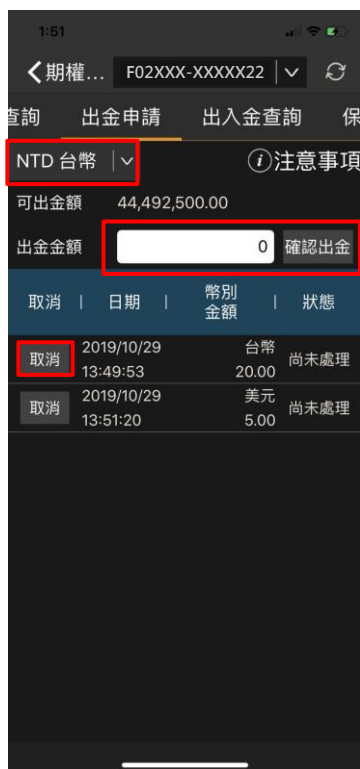 1:51
期權... F02XXX-XXXXX22
查詢 出金申請 出入金查詢 保
NTD 台幣 i 注意事項
可出金額 44,492,500.00
出金金額 0 確認出金
取消 | 日期 | 幣別 金額 | 狀態
取消 2019/10/29 13:49:53 台幣 20.00 尚未處理
取消 2019/10/29 13:51:20 美元 5.00 尚未處理